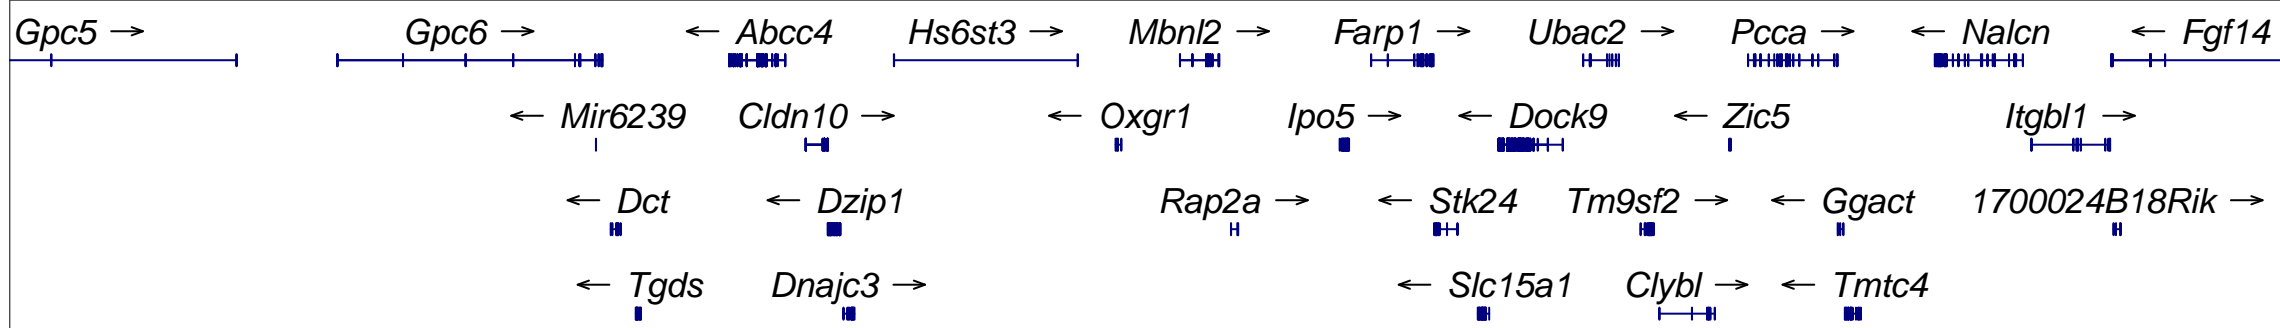 Gpc5 → Gpc6 → ← Abcc4 Hs6st3 → Mbnl2 → Farp1 → Ubac2 → Pcca → ← Nalcn ← Fgf14
← Mir6239 Cldn10 → ← Oxgr1 Ipo5 → ← Dock9 ← Zic5 Itgbl1 →
← Dct ← Dzip1 Rap2a → ← Stk24 Tm9sf2 → ← Ggact 1700024B18Rik →
← Tgds Dnajc3 → ← Slc15a1 Clybl → ← Tmtc4